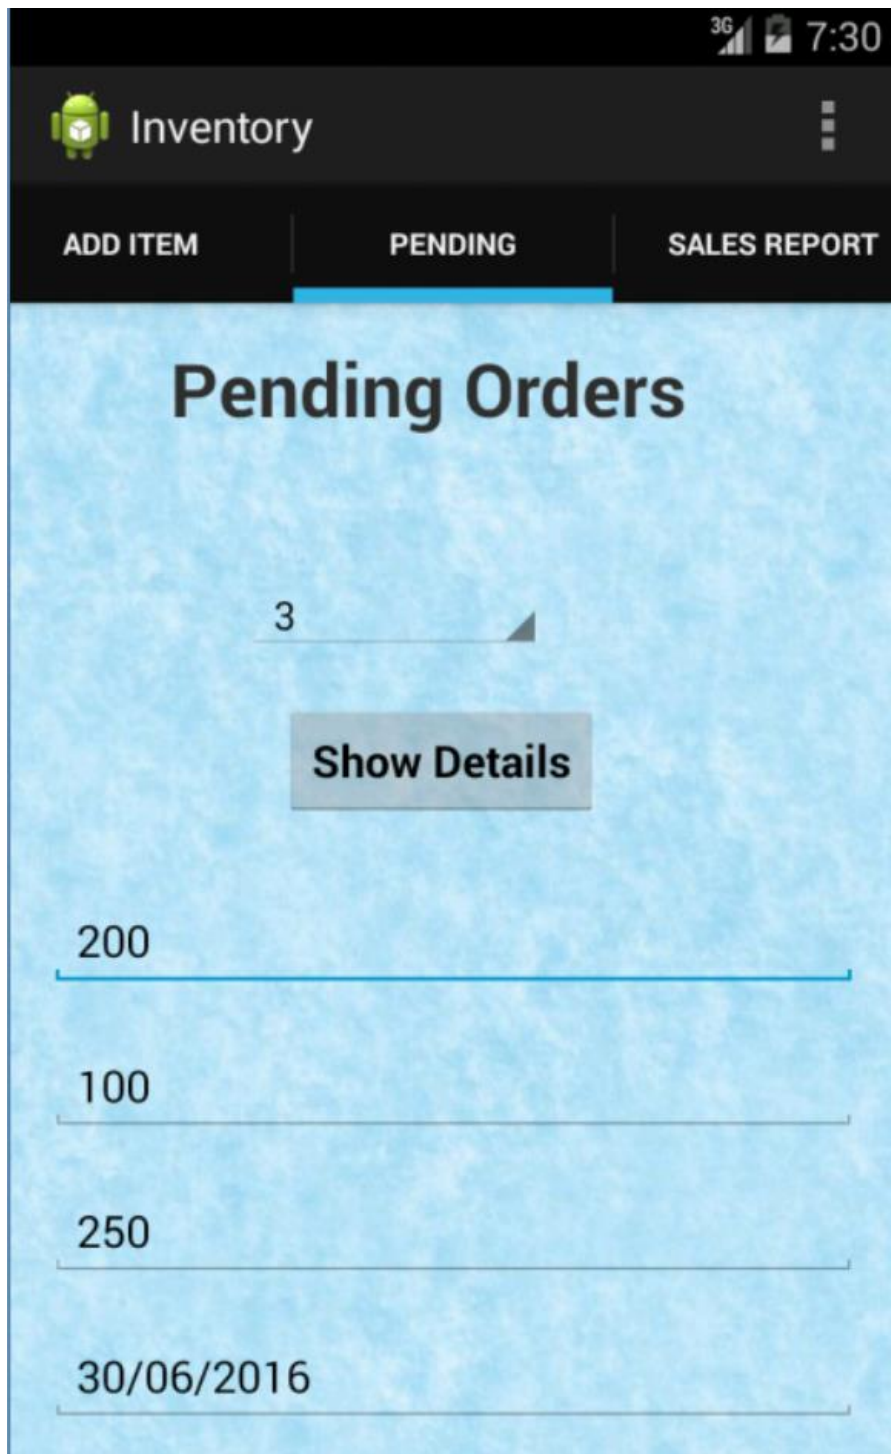 3G 7:30
Inventory
ADD ITEM PENDING SALES REPORT
Pending Orders
3
Show Details
200
100
250
30/06/2016